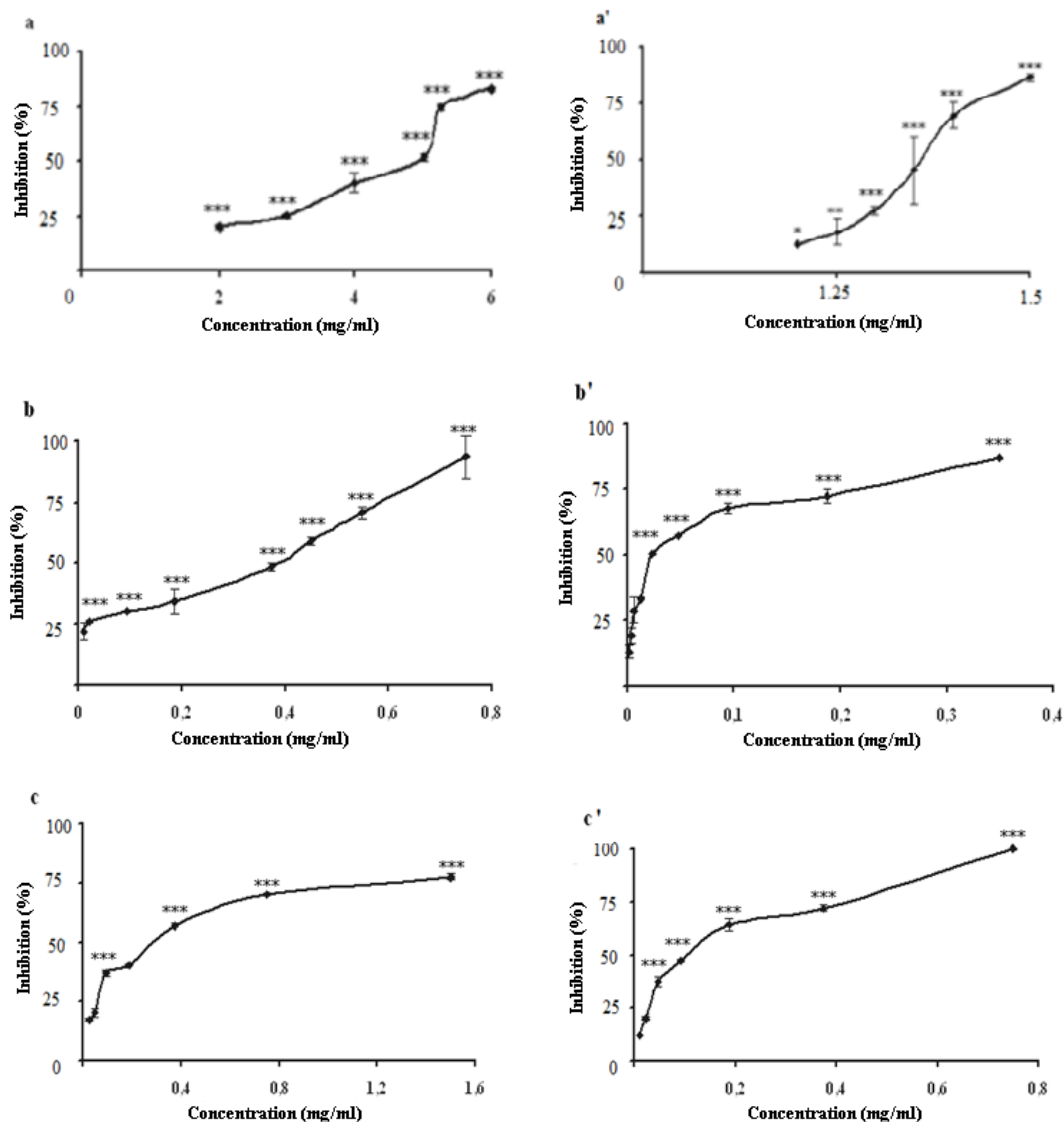 a
100
75
50
25
0
Inhibition (%)
*** *** *** *** *** ***
2 4 6
Concentration (mg/ml)
a'
100
75
50
25
0
Inhibition (%)
* ** *** *** *** ***
1.25 1.5
Concentration (mg/ml)
b
100
75
50
25
Inhibition (%)
*** *** *** *** *** *** ***
0 0,2 0,4 0,6 0,8
Concentration (mg/ml)
b'
100
75
50
25
Inhibition (%)
*** *** *** *** ***
0 0,1 0,2 0,3 0,4
Concentration (mg/ml)
c
100
75
50
25
0
Inhibition (%)
*** *** *** ***
0,4 0,8 1,2 1,6
Concentration (mg/ml)
c'
100
75
50
25
0
Inhibition (%)
*** *** *** *** ***
0,2 0,4 0,6 0,8
Concentration (mg/ml)